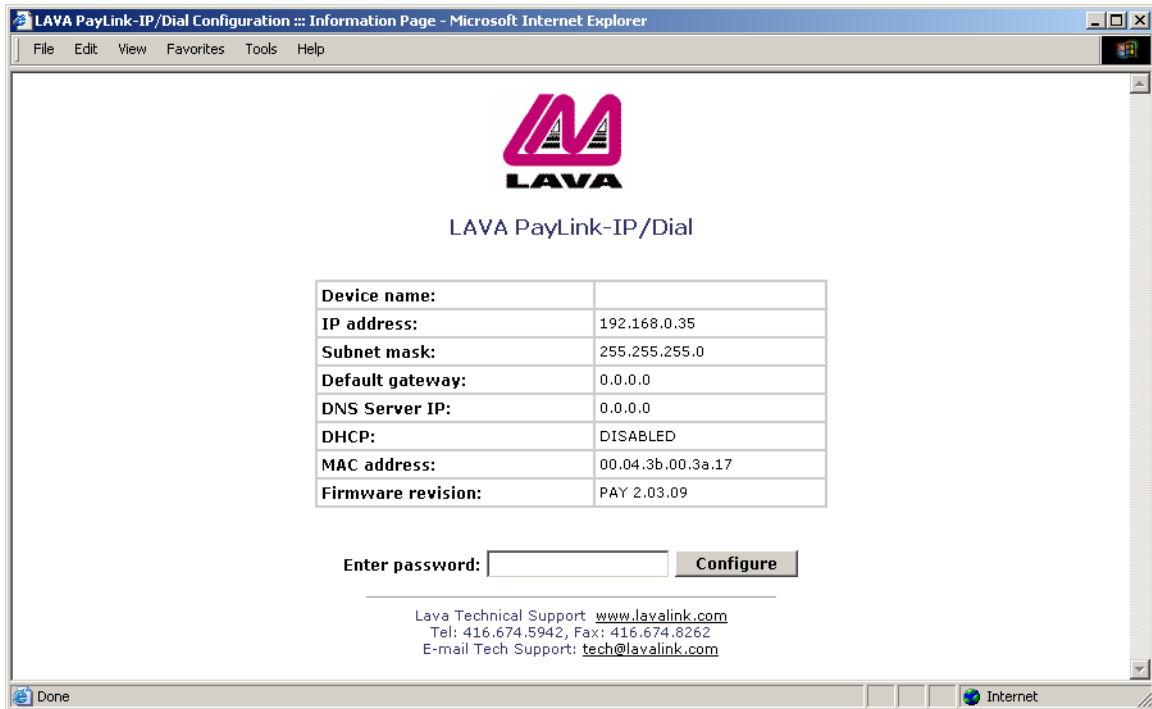 LAVA PayLink-IP/Dial Configuration ::: Information Page - Microsoft Internet Explorer
File Edit View Favorites Tools Help
LAVA
LAVA PayLink-IP/Dial
Device name:
IP address: 192.168.0.35
Subnet mask: 255.255.255.0
Default gateway: 0.0.0.0
DNS Server IP: 0.0.0.0
DHCP: DISABLED
MAC address: 00.04.3b.00.3a.17
Firmware revision: PAY 2.03.09
Enter password: Configure
Lava Technical Support www.lavalink.com
Tel: 416.674.5942, Fax: 416.674.8262
E-mail Tech Support: tech@lavalink.com
Done Internet